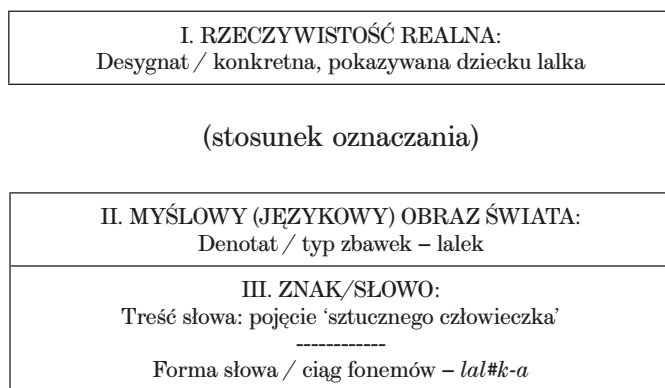 I. RZECZYWISTOŚĆ REALNA:
Desygnat / konkretna, pokazywana dziecku lalka
(stosunek oznaczania)
II. MYŚLOWY (JĘZYKOWY) OBRAZ ŚWIATA:
Denotat / typ zbawek – lalek
III. ZNAK/SŁOWO:
Treść słowa: pojęcie ‘sztucznego człowieczka’
------------
Forma słowa / ciąg fonemów – lal#k-a